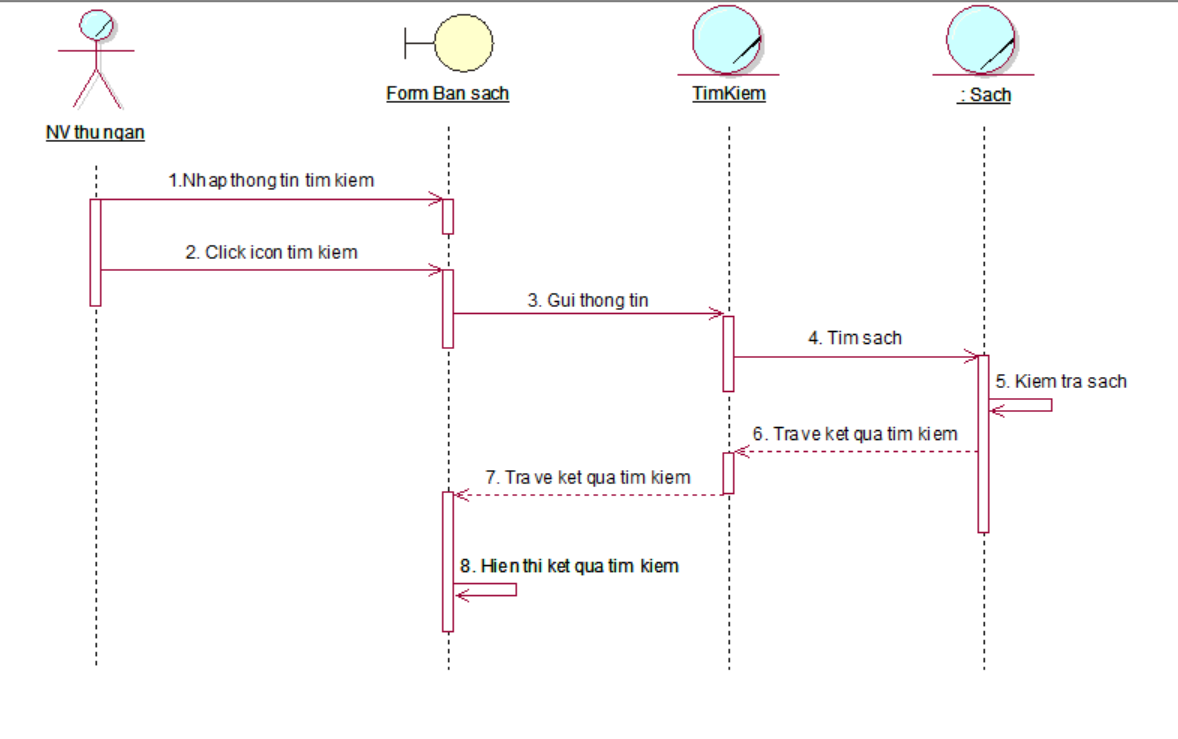 Form Ban sach
TimKiem
: Sach
NV thu ngan
1.Nhap thong tin tim kiem
2. Click icon tim kiem
3. Gui thong tin
4. Tim sach
5. Kiem tra sach
6. Tra ve ket qua tim kiem
7. Tra ve ket qua tim kiem
8. Hien thi ket qua tim kiem